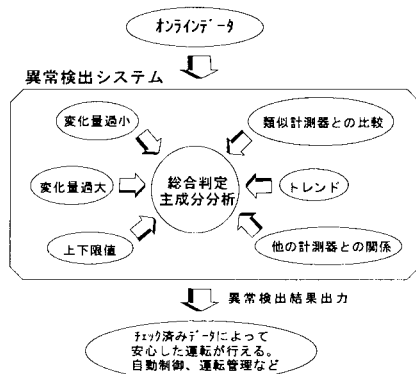 ｵﾝﾗｲﾝﾃﾞｰﾀ
異常検出システム
変化量過小
類似計測器との比較
変化量過大
総合判定
主成分分析
トレンド
上下限値
他の計測器との関係
異常検出結果出力
ﾁｪｯｸ済みﾃﾞｰﾀによって
安心した運転が行える。
自動制御、運転管理など